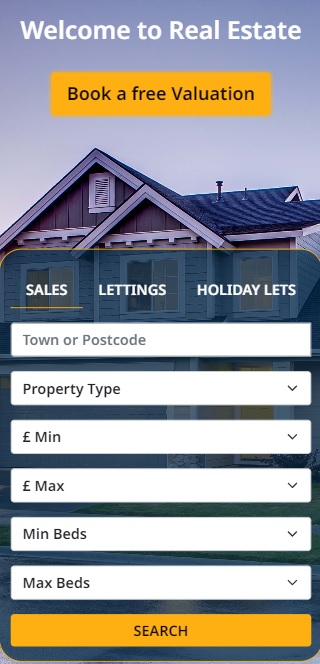 Welcome to Real Estate
Book a free Valuation
SALES LETTINGS HOLIDAY LETS
Town or Postcode
Property Type
£ Min
£ Max
Min Beds
Max Beds
SEARCH